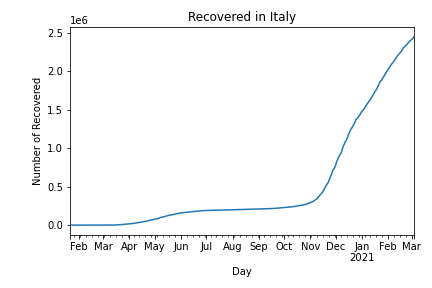 Recovered in Italy
1e6
2.5
2.0
1.5
1.0
0.5
0.0
Number of Recovered
Feb Mar Apr May Jun Jul Aug Sep Oct Nov Dec Jan Feb Mar
2021
Day